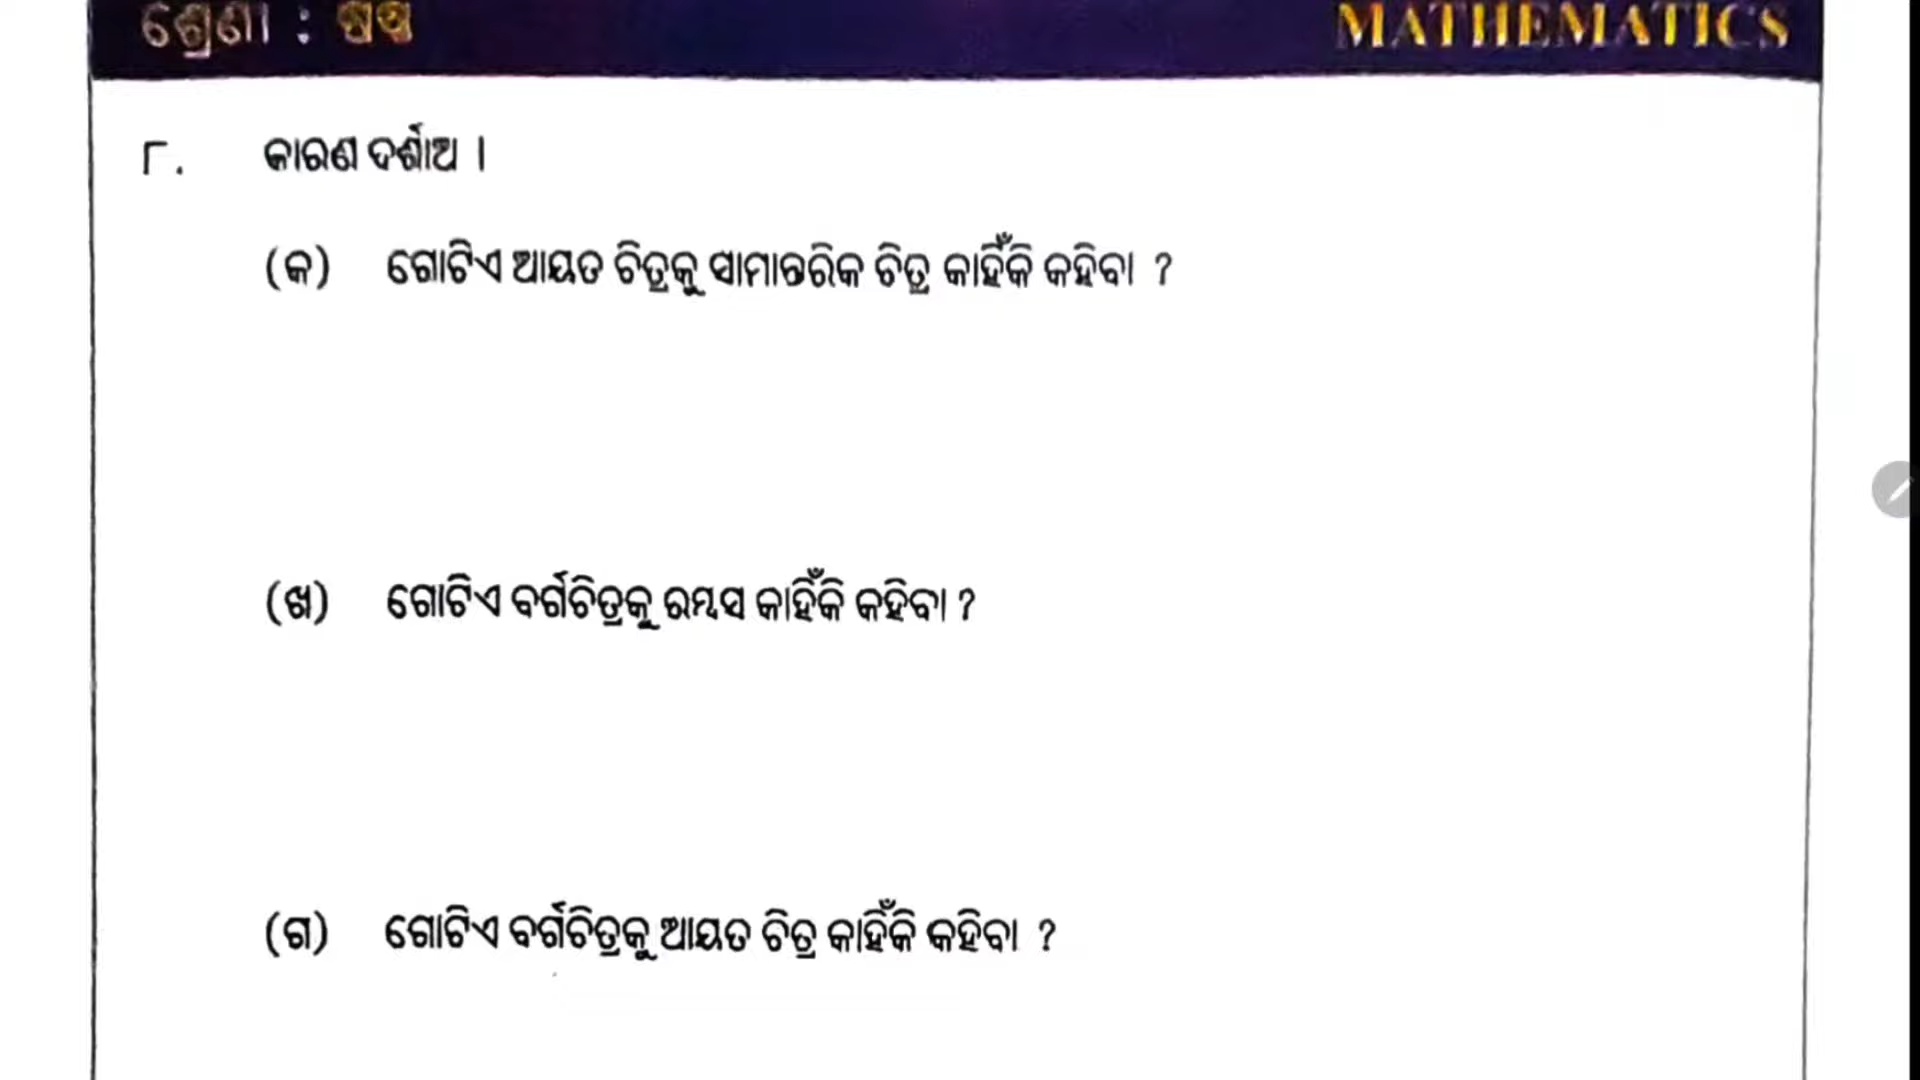 ଶ୍ରେଣୀ : ଷଷ୍ଠ MATHEMATICS
୮. କାରଣ ଦର୍ଶାଅ ।
(କ) ଗୋଟିଏ ଆୟତ ଚିତ୍ରକୁ ସାମାନ୍ତରିକ ଚିତ୍ର କାହିଁକି କହିବା ?
(ଖ) ଗୋଟିଏ ବର୍ଗଚିତ୍ରକୁ ରମ୍ବସ କାହିଁକି କହିବା ?
(ଗ) ଗୋଟିଏ ବର୍ଗଚିତ୍ରକୁ ଆୟତ ଚିତ୍ର କାହିଁକି କହିବା ?